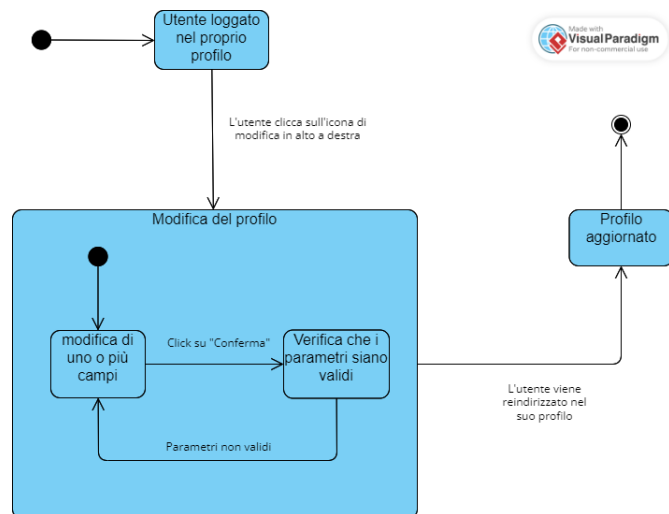 Utente loggato
nel proprio
profilo
Made with
Visual Paradigm
For non-commercial use
L'utente clicca sull'icona di
modifica in alto a destra
Modifica del profilo
Profilo
aggiornato
modifica di
uno o più
campi
Click su "Conferma"
Verifica che i
parametri siano
validi
L'utente viene
reindirizzato nel
suo profilo
Parametri non validi